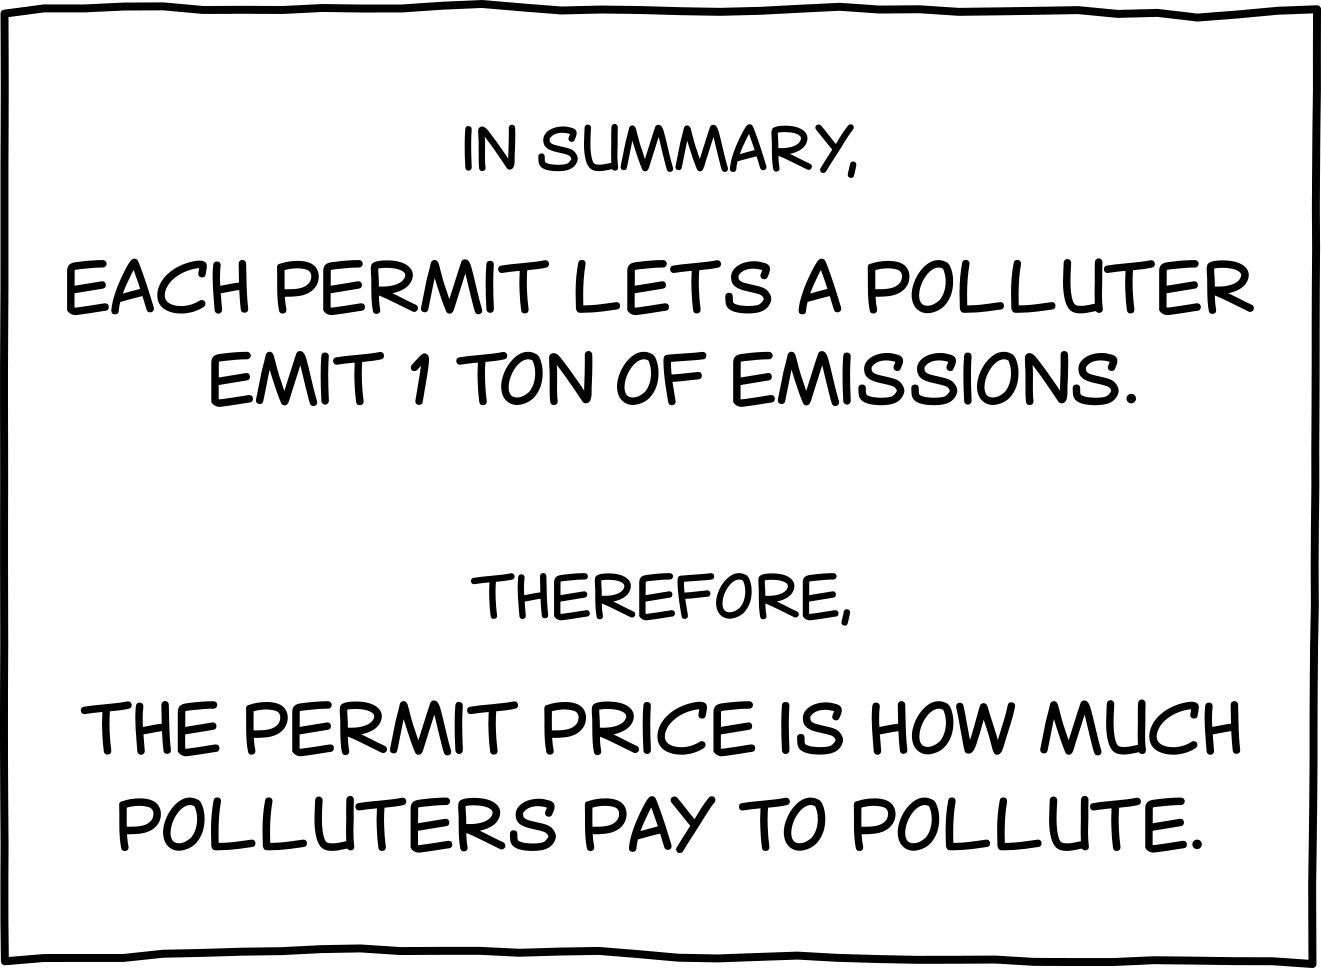 IN SUMMARY,
EACH PERMIT LETS A POLLUTER
EMIT 1 TON OF EMISSIONS.
THEREFORE,
THE PERMIT PRICE IS HOW MUCH
POLLUTERS PAY TO POLLUTE.